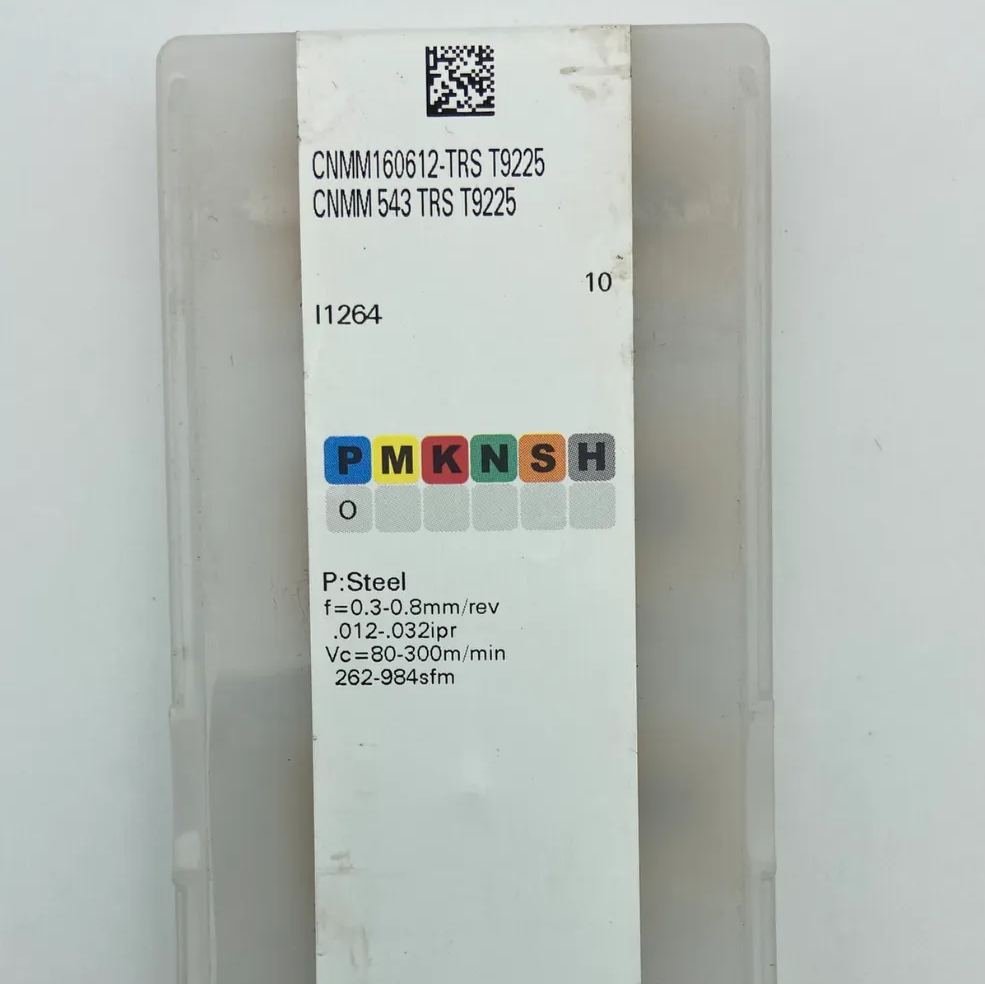 CNMM160612-TRS T9225
CNMM 543 TRS T9225
10
I1264
P M K N S H
O
P:Steel
f=0.3-0.8mm/rev
.012-.032ipr
Vc=80-300m/min
262-984sfm